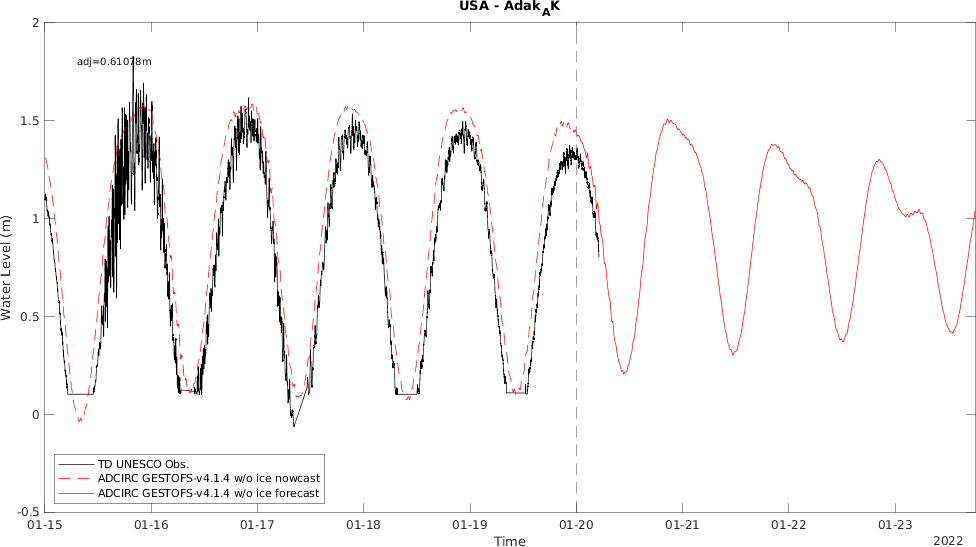 USA - Adak AK
adj=0.61078m
2
1.5
1
0.5
0
-0.5
Water Level (m)
TD UNESCO Obs.
ADCIRC GESTOFS-v4.1.4 w/o ice nowcast
ADCIRC GESTOFS-v4.1.4 w/o ice forecast
01-15 01-16 01-17 01-18 01-19 01-20 01-21 01-22 01-23
Time
2022